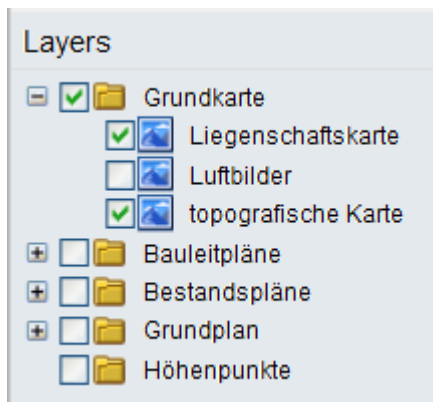 Layers
Grundkarte
Liegenschaftskarte
Luftbilder
topografische Karte
Bauleitpläne
Bestandspläne
Grundplan
Höhenpunkte